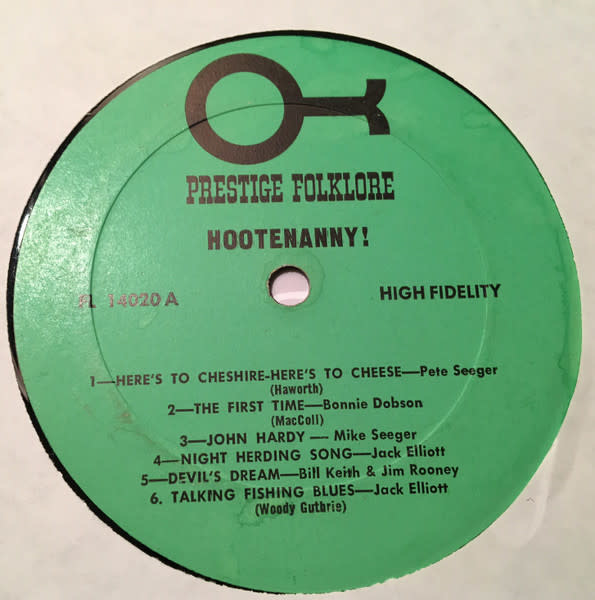 PRESTIGE FOLKLORE
HOOTENANNY!
FL 14020 A
HIGH FIDELITY
1—HERE'S TO CHESHIRE-HERE'S TO CHEESE—Pete Seeger
(Haworth)
2—THE FIRST TIME—Bonnie Dobson
(MacColl)
3—JOHN HARDY — Mike Seeger
4—NIGHT HERDING SONG—Jack Elliott
5—DEVIL'S DREAM—Bill Keith & Jim Rooney
6. TALKING FISHING BLUES—Jack Elliott
(Woody Guthrie)